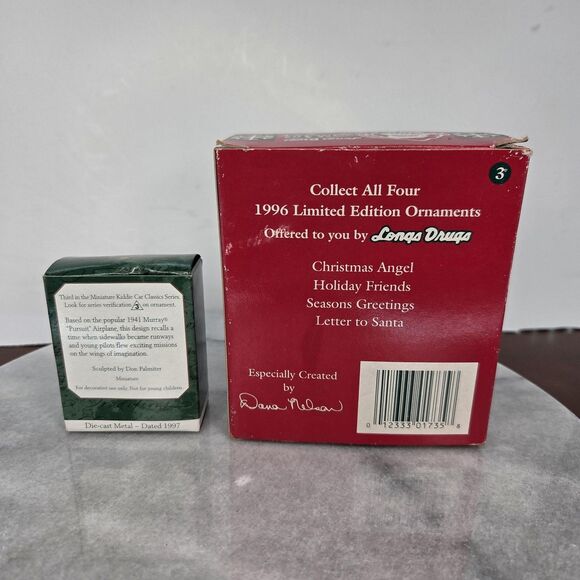 Third in the Miniature Kiddie Car Classics Series.
Look for series verification 3 on ornament.
Based on the popular 1941 Murray®
"Pursuit" Airplane, this design recalls a
time when sidewalks became runways
and young pilots flew exciting missions
on the wings of imagination.
Sculpted by Don Palmiter
Miniature
For decorative use only. Not for young children
Die-cast Metal – Dated 1997
3
Collect All Four
1996 Limited Edition Ornaments
Offered to you by Longs Drugs
Christmas Angel
Holiday Friends
Seasons Greetings
Letter to Santa
Especially Created
by
Dana Nelson
0 12333 01735 8